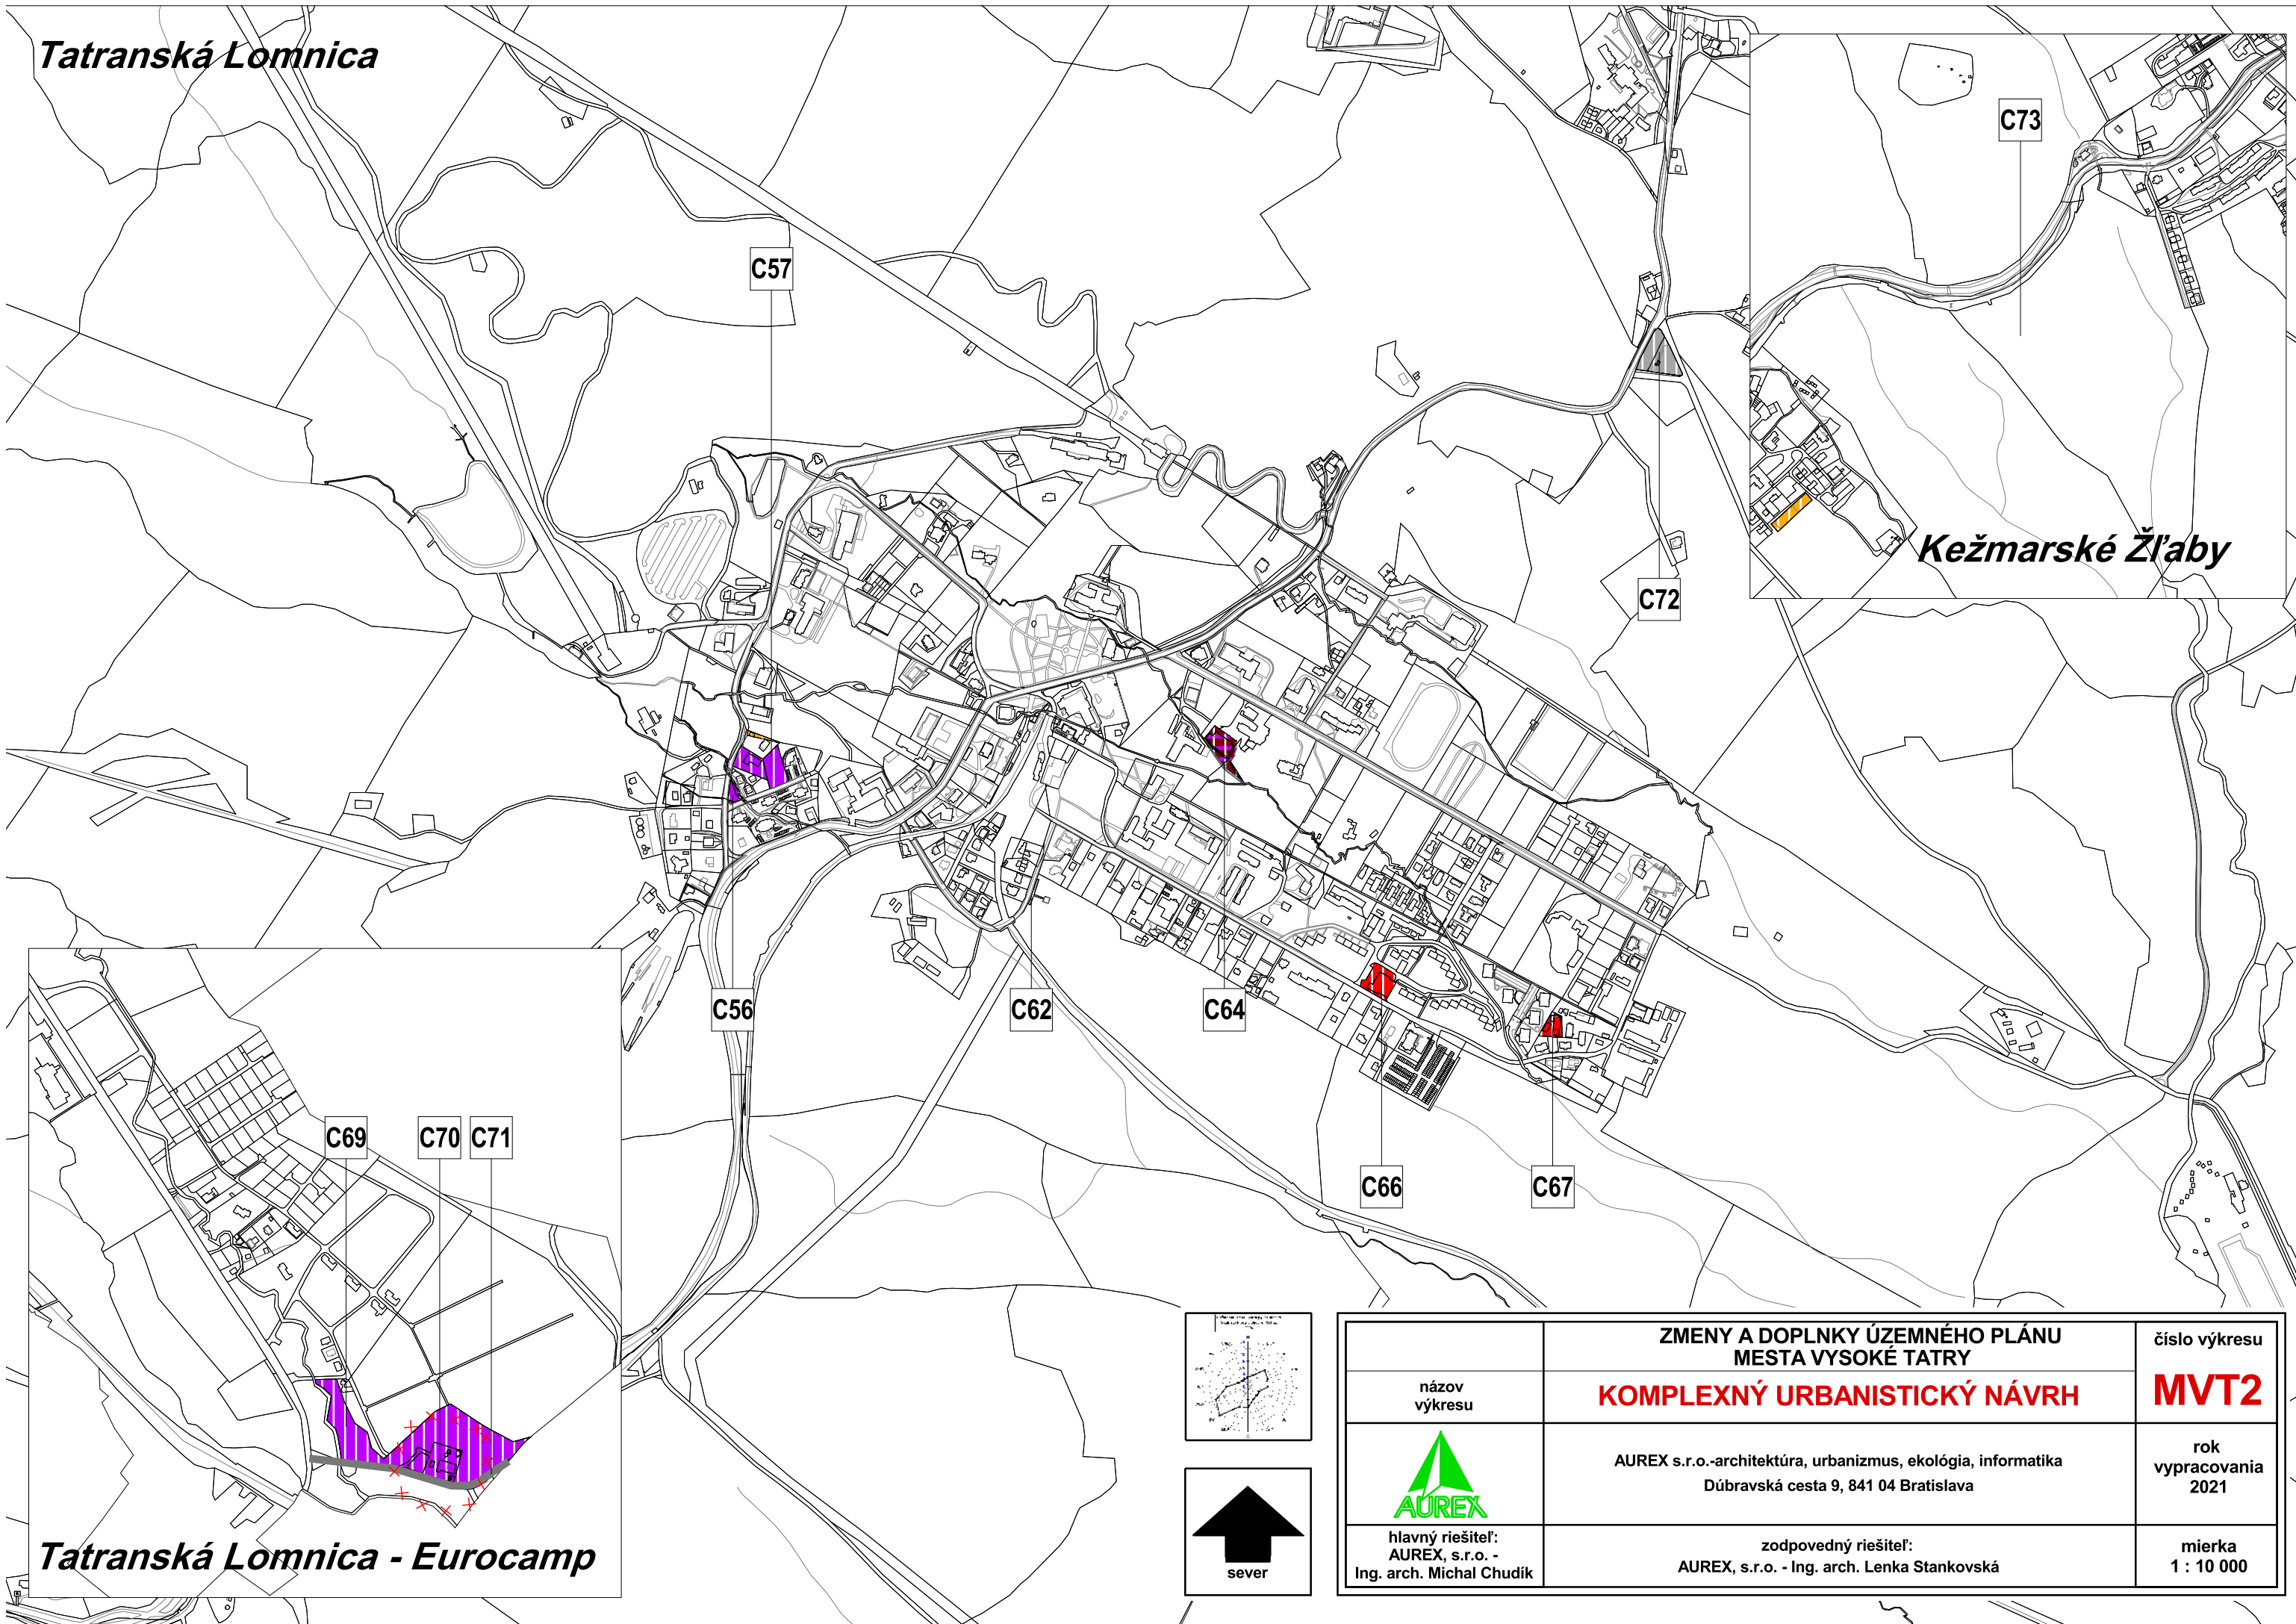 Tatranská Lomnica
C73
C57
Kežmarské Žľaby
C72
C56
C62
C64
C69
C70
C71
C66
C67
Tatranská Lomnica - Eurocamp
sever
ZMENY A DOPLNKY ÚZEMNÉHO PLÁNU
MESTA VYSOKÉ TATRY
číslo výkresu
názov
výkresu
KOMPLEXNÝ URBANISTICKÝ NÁVRH
MVT2
AUREX
AUREX s.r.o.-architektúra, urbanizmus, ekológia, informatika
Dúbravská cesta 9, 841 04 Bratislava
rok
vypracovania
2021
hlavný riešiteľ:
AUREX, s.r.o. -
Ing. arch. Michal Chudík
zodpovedný riešiteľ:
AUREX, s.r.o. - Ing. arch. Lenka Stankovská
mierka
1 : 10 000